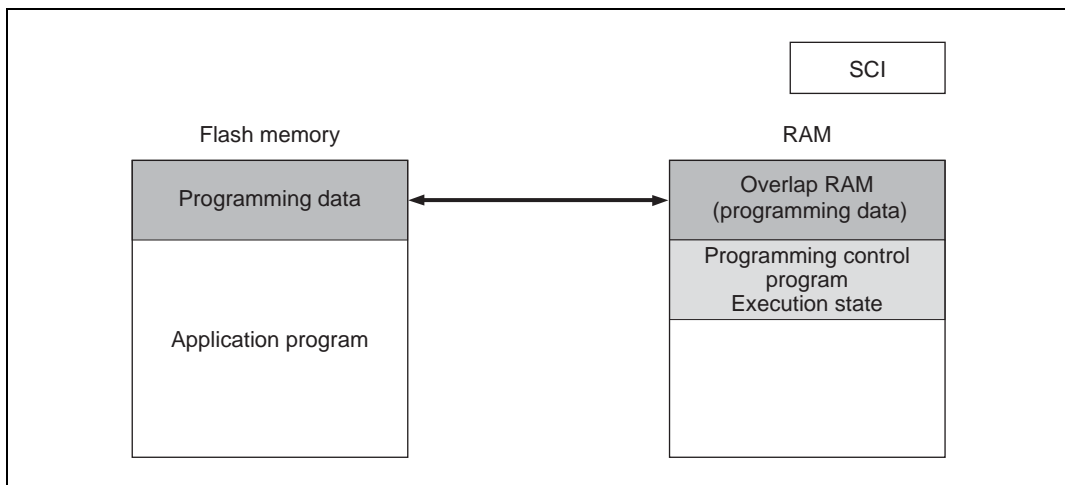 SCI
Flash memory
RAM
Programming data
Overlap RAM
(programming data)
Programming control
program
Execution state
Application program